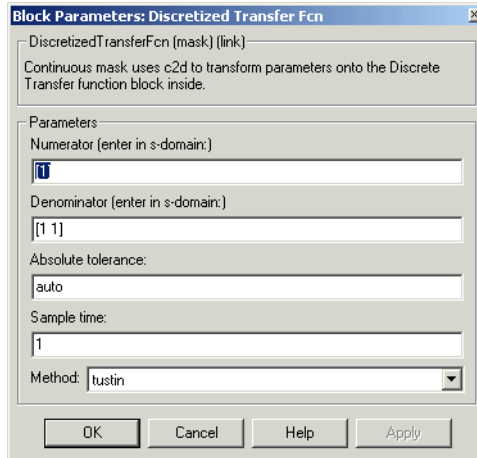 Block Parameters: Discretized Transfer Fcn
DiscretizedTransferFcn (mask) (link)
Continuous mask uses c2d to transform parameters onto the Discrete
Transfer function block inside.
Parameters
Numerator (enter in s-domain:)
[1]
Denominator (enter in s-domain:)
[1 1]
Absolute tolerance:
auto
Sample time:
1
Method: tustin
OK Cancel Help Apply